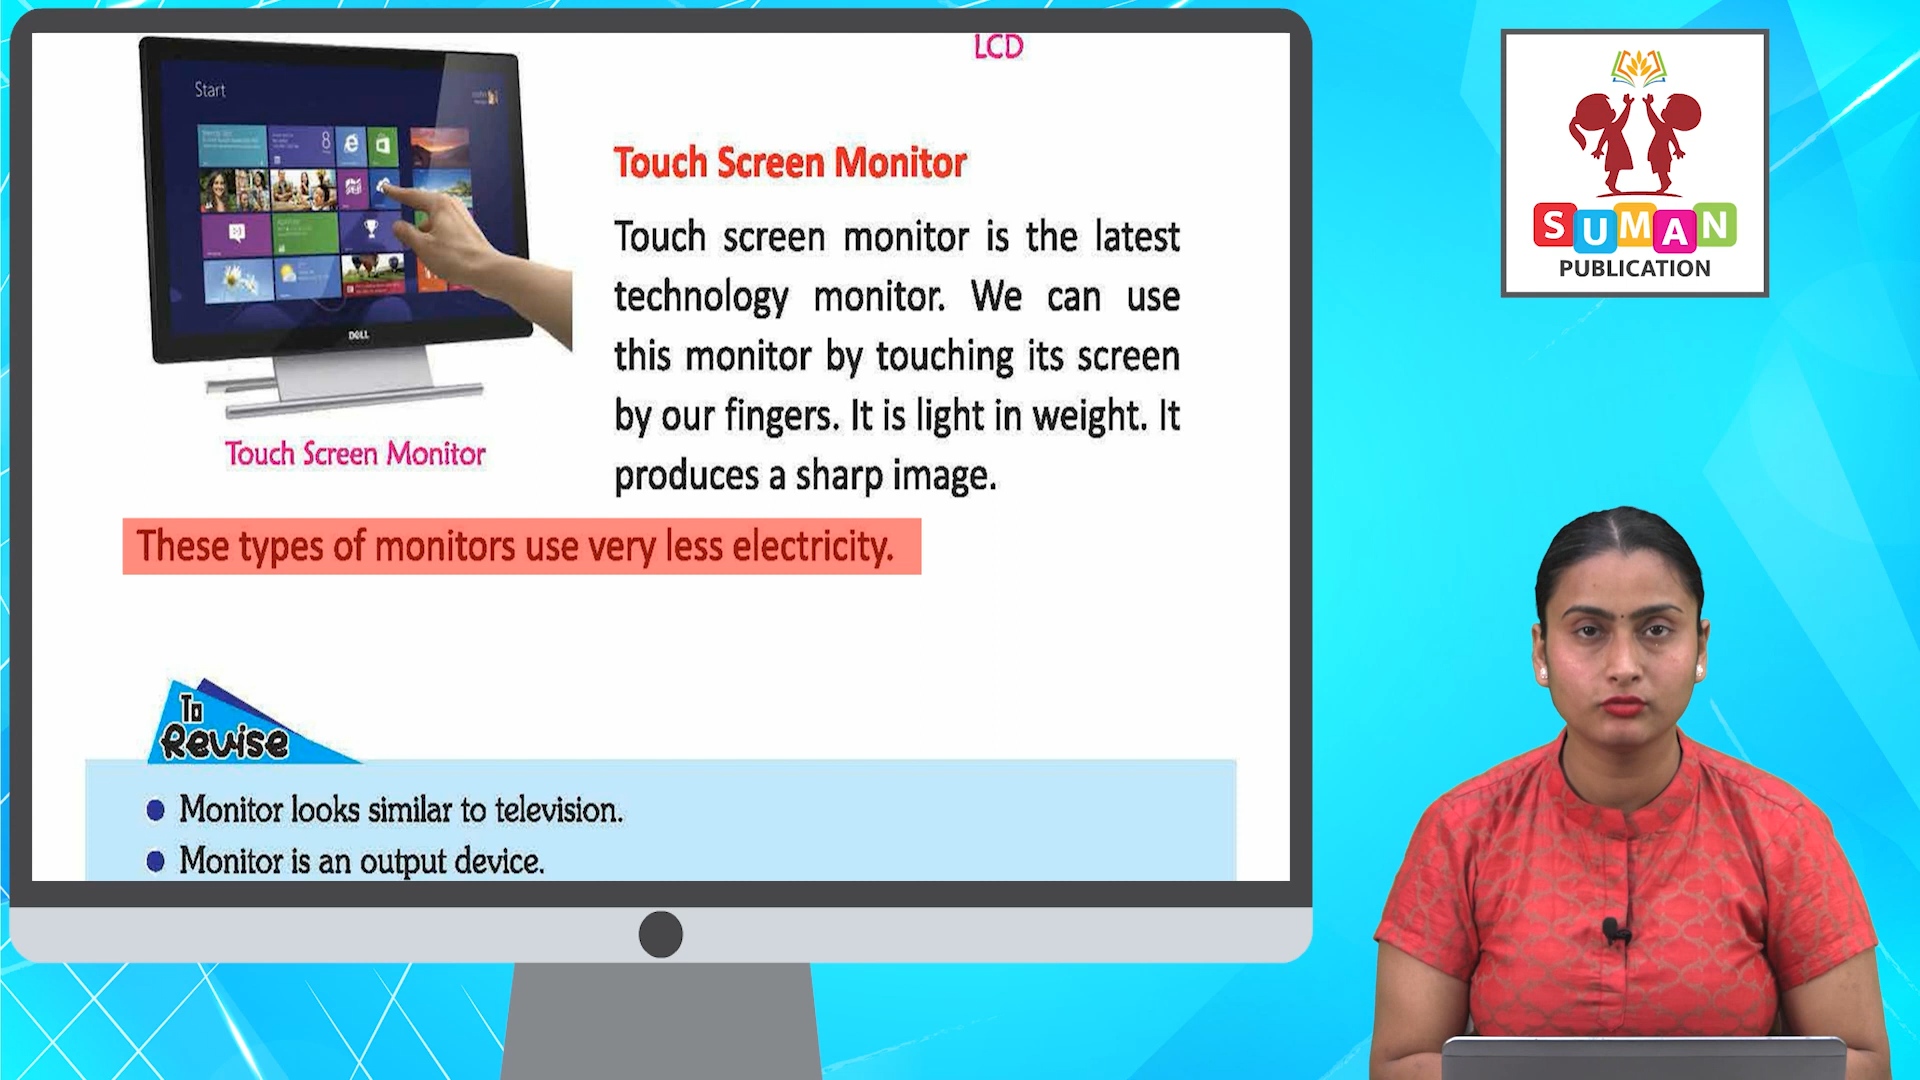 LCD
Start
8
DELL
Touch Screen Monitor
Touch Screen Monitor
Touch screen monitor is the latest
technology monitor. We can use
this monitor by touching its screen
by our fingers. It is light in weight. It
produces a sharp image.
These types of monitors use very less electricity.
To
Revise
Monitor looks similar to television.
Monitor is an output device.
SUMAN
PUBLICATION